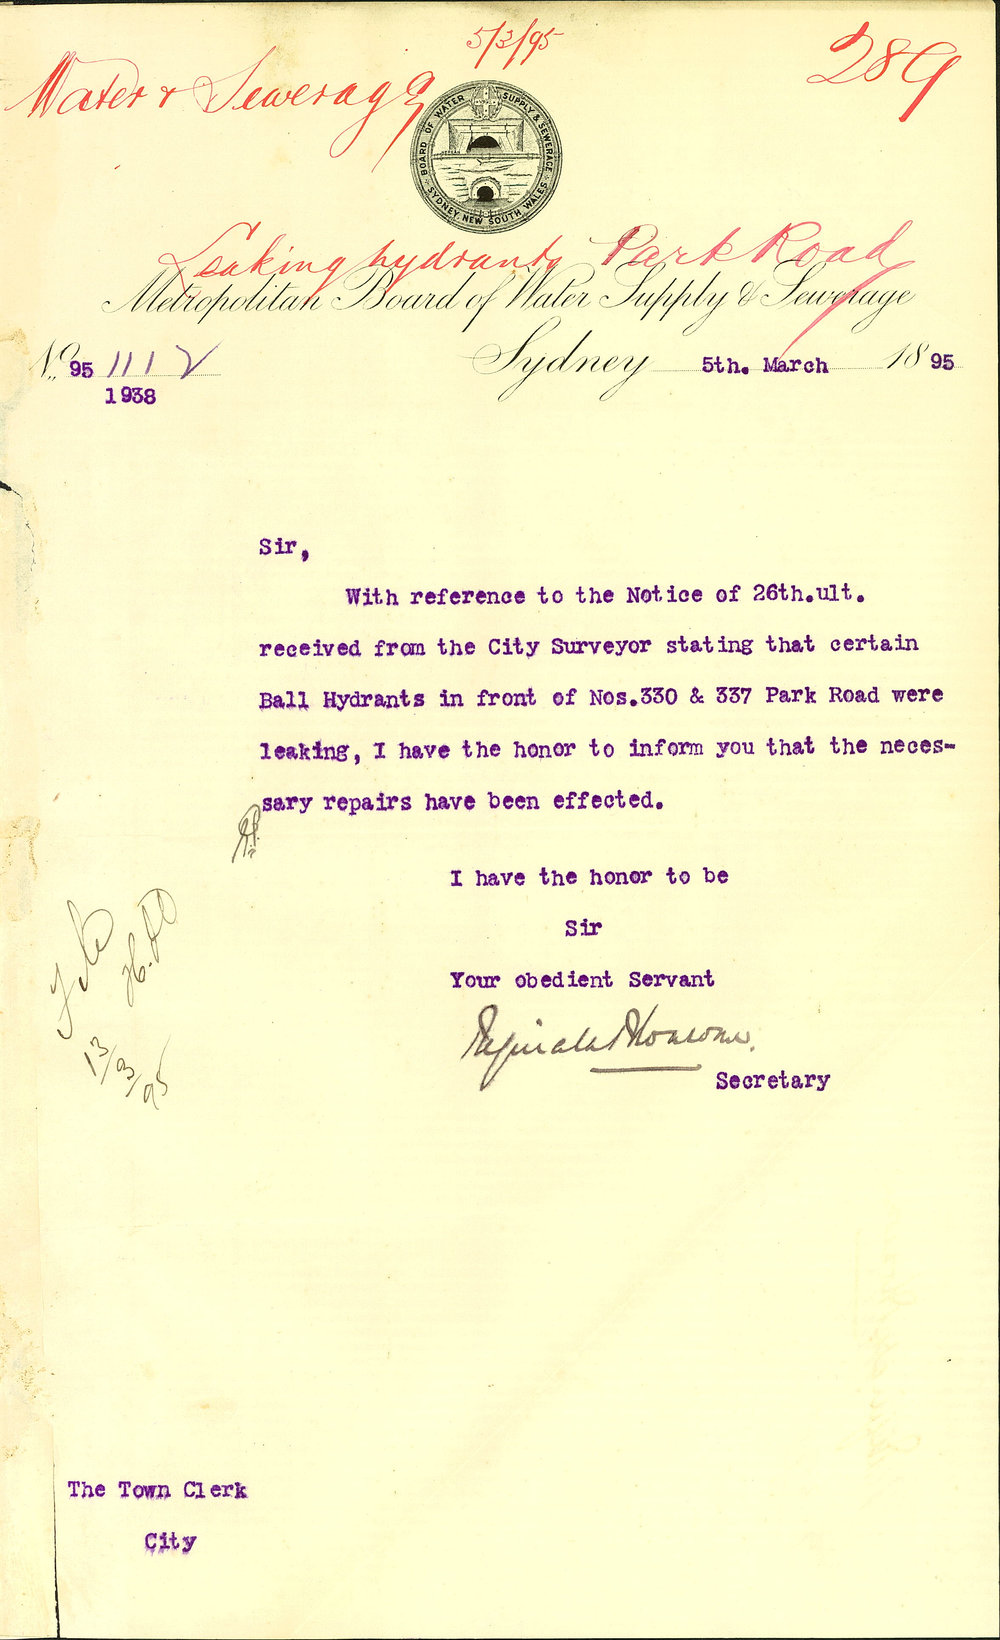 5/3/95
289
Water & Sewerage
BOARD OF WATER SUPPLY & SEWERAGE
SYDNEY, NEW SOUTH WALES
Leaking hydrants Park Road
Metropolitan Board of Water Supply & Sewerage
No. 95 1112
1938
Sydney 5th. March 1895
Sir,
With reference to the Notice of 26th.ult.
received from the City Surveyor stating that certain
Ball Hydrants in front of Nos.330 & 337 Park Road were
leaking, I have the honor to inform you that the neces-
sary repairs have been effected.
I have the honor to be
Sir
Your obedient Servant
Secretary
File
13/3/95
The Town Clerk
City